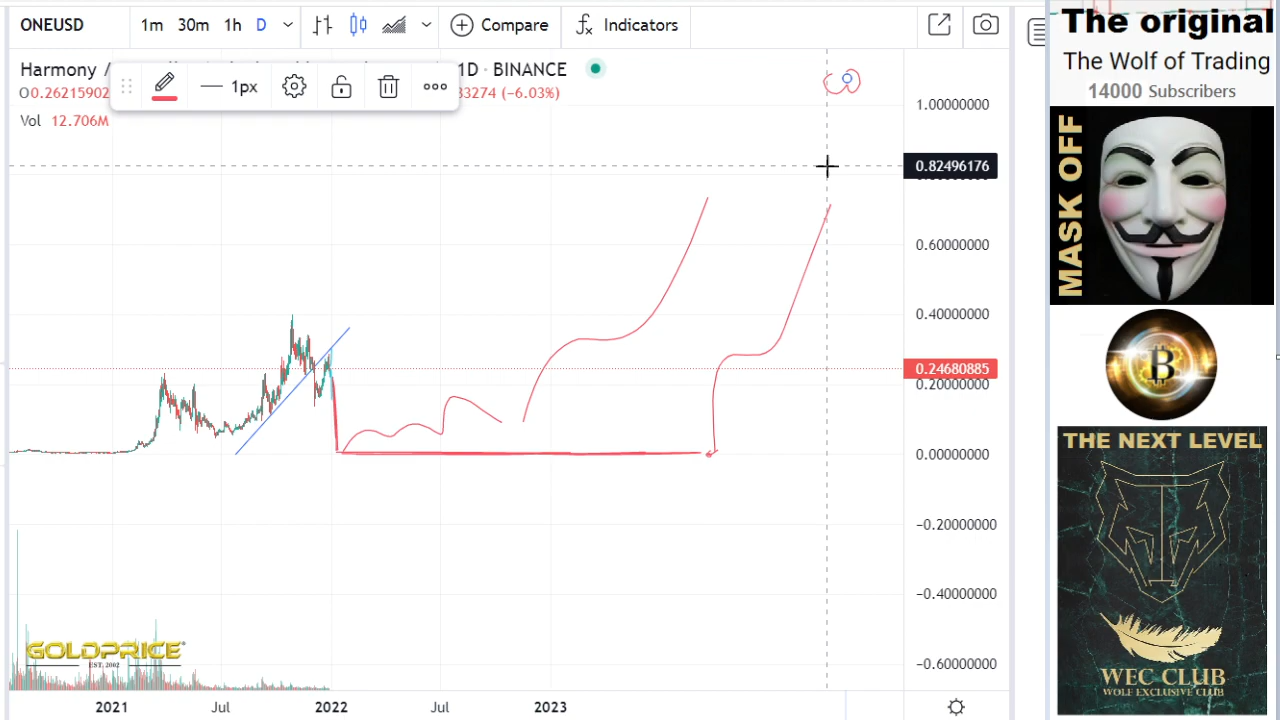 ONEUSD 1m 30m 1h D Compare Indicators
Harmony / 1D · BINANCE
O0.26215902 83274 (−6.03%)
1px
Vol 12.706M
1.00000000
0.82496176
0.60000000
0.40000000
0.24680885
0.20000000
0.00000000
−0.20000000
−0.40000000
−0.60000000
GOLDPRICE
EST. 2002
2021 Jul 2022 Jul 2023
The original
The Wolf of Trading
14000 Subscribers
MASK OFF
THE NEXT LEVEL
WEC CLUB
WOLF EXCLUSIVE CLUB